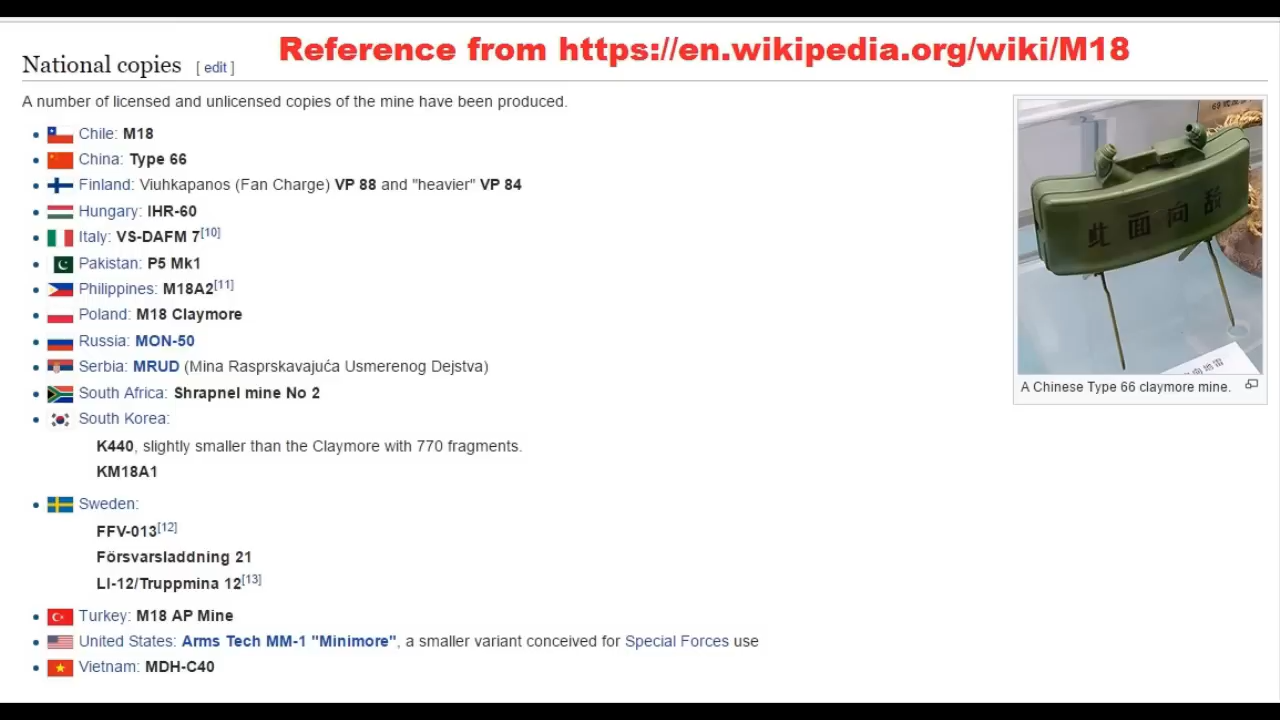 Reference from https://en.wikipedia.org/wiki/M18
National copies [ edit ]
A number of licensed and unlicensed copies of the mine have been produced.
Chile: M18
China: Type 66
Finland: Viuhkapanos (Fan Charge) VP 88 and "heavier" VP 84
Hungary: IHR-60
Italy: VS-DAFM 7[10]
Pakistan: P5 Mk1
Philippines: M18A2[11]
Poland: M18 Claymore
Russia: MON-50
Serbia: MRUD (Mina Rasprskavajuća Usmerenog Dejstva)
South Africa: Shrapnel mine No 2
South Korea:
K440, slightly smaller than the Claymore with 770 fragments.
KM18A1
Sweden:
FFV-013[12]
Försvarsladdning 21
LI-12/Truppmina 12[13]
Turkey: M18 AP Mine
United States: Arms Tech MM-1 "Minimore", a smaller variant conceived for Special Forces use
Vietnam: MDH-C40
此面向敌
A Chinese Type 66 claymore mine.